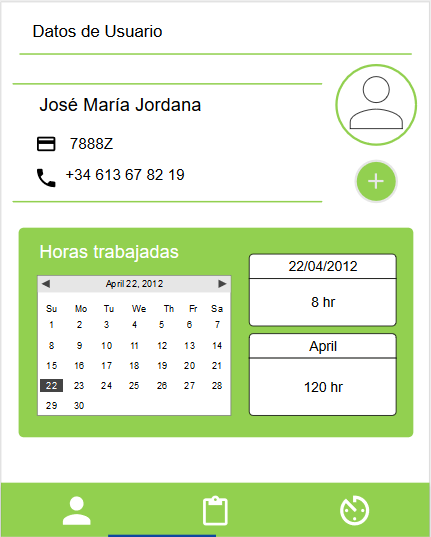 Datos de Usuario
José María Jordana
7888Z
+34 613 67 82 19
Horas trabajadas
April 22, 2012
Su Mo Tu We Th Fr Sa
1 2 3 4 5 6 7
8 9 10 11 12 13 14
15 16 17 18 19 20 21
22 23 24 25 26 27 28
29 30
22/04/2012
8 hr
April
120 hr